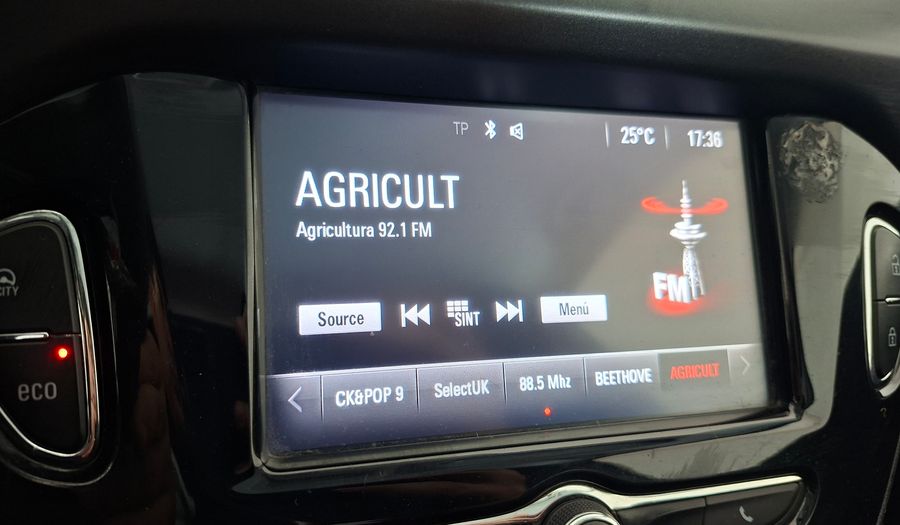 TP 25°C 17:36
AGRICULT
Agricultura 92.1 FM
FM
Source SINT Menú
CK&POP 9 SelectUK 88.5 Mhz BEETHOVE AGRICULT
CITY
eco